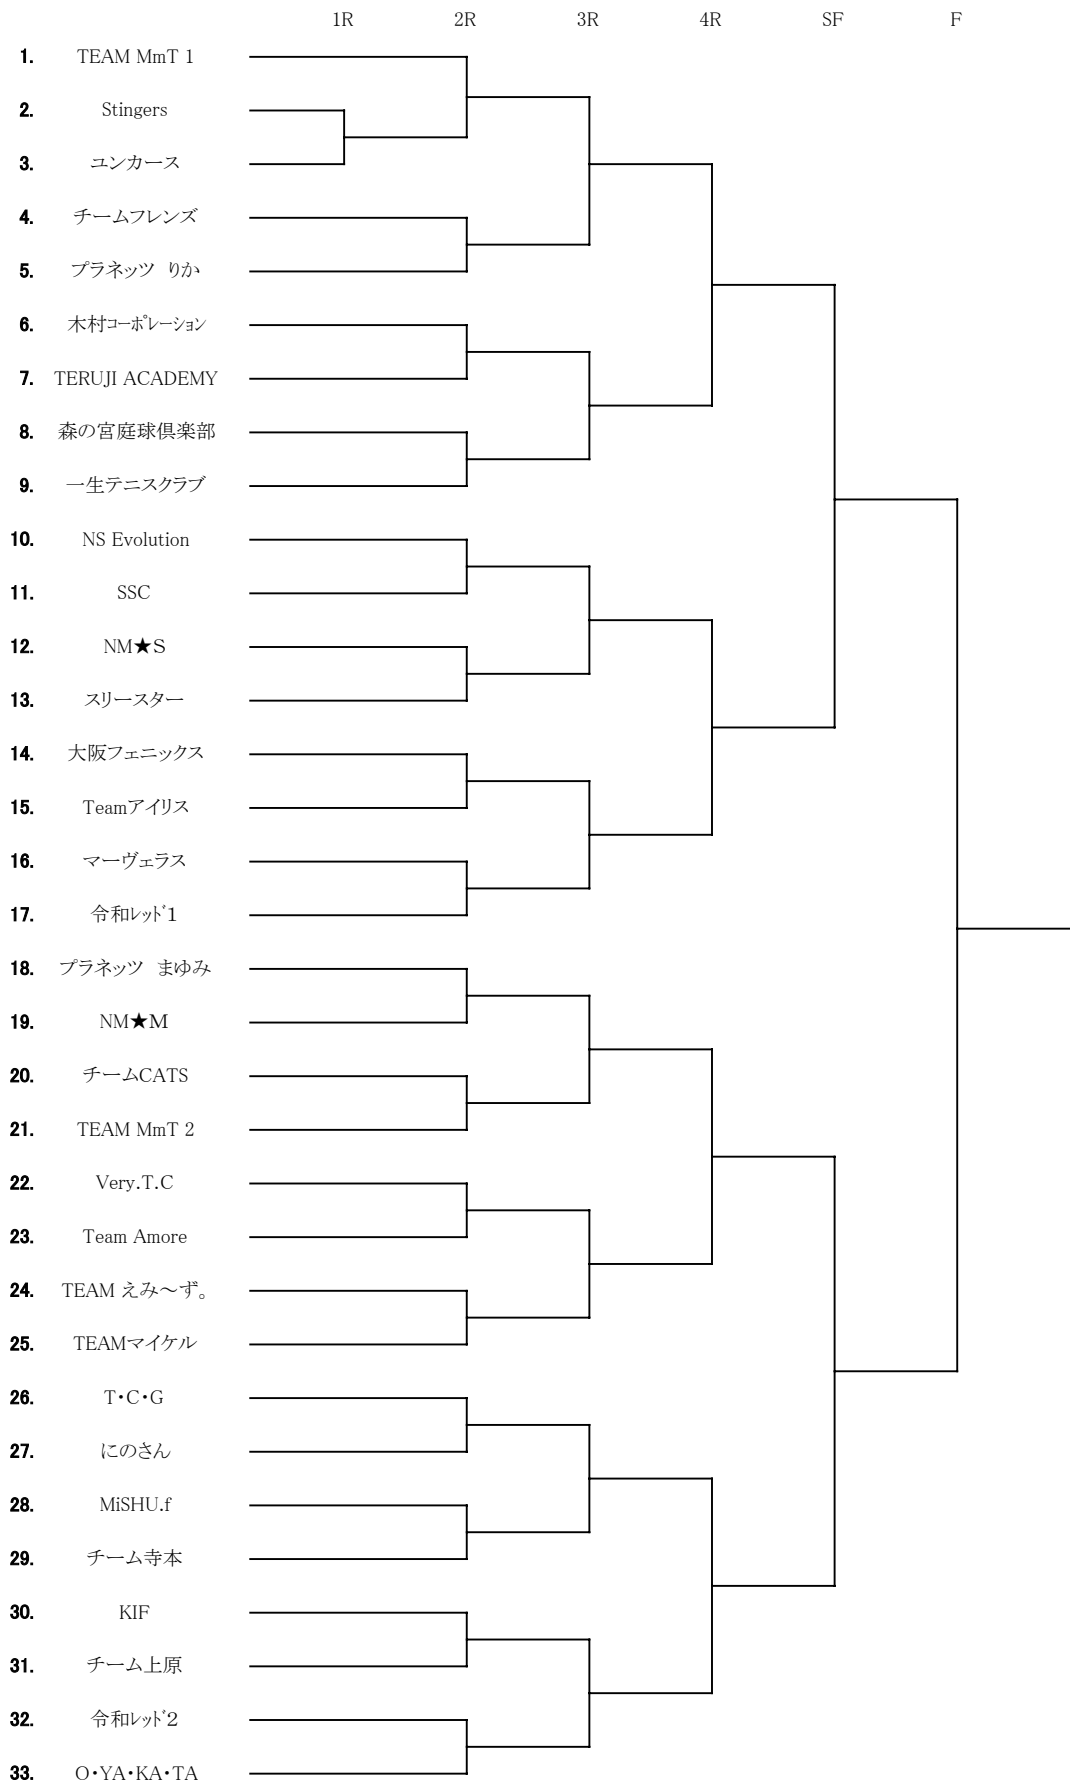 1R 2R 3R 4R SF F
1. TEAM MmT 1
2. Stingers
3. ユンカース
4. チームフレンズ
5. プラネッツ　りか
6. 木村ｺｰﾎﾟﾚｰｼｮﾝ
7. TERUJI ACADEMY
8. 森の宮庭球倶楽部
9. 一生テニスクラブ
10. NS Evolution
11. SSC
12. NM★S
13. スリースター
14. 大阪フェニックス
15. Teamアイリス
16. マーヴェラス
17. 令和ﾚｯﾄﾞ1
18. プラネッツ　まゆみ
19. NM★M
20. チームCATS
21. TEAM MmT 2
22. Very.T.C
23. Team Amore
24. TEAM えみ～ず。
25. TEAMマイケル
26. T・C・G
27. にのさん
28. MiSHU.f
29. チーム寺本
30. KIF
31. チーム上原
32. 令和ﾚｯﾄﾞ2
33. O・YA・KA・TA